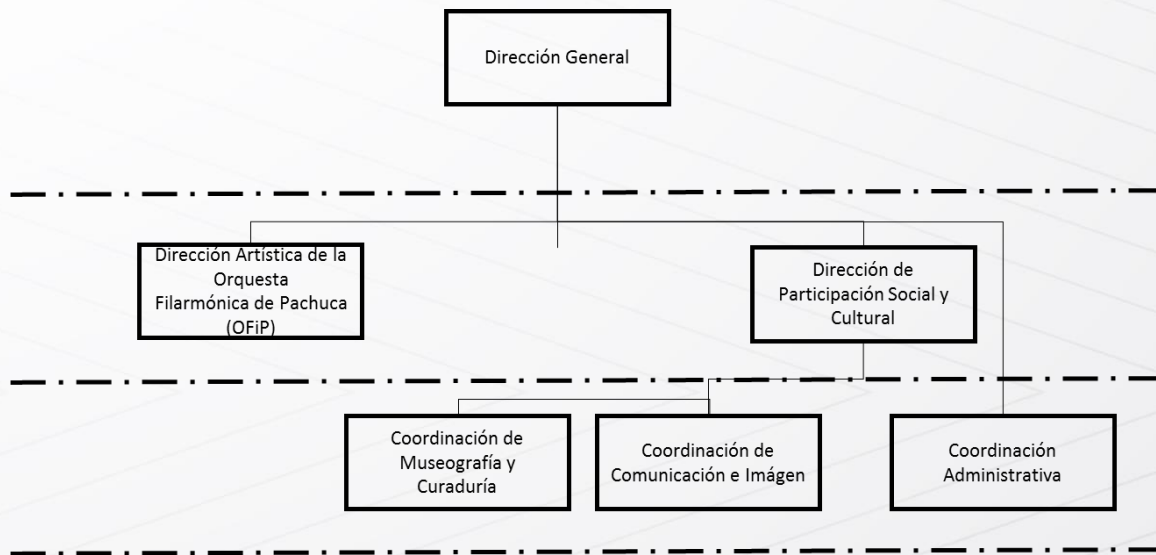 Dirección General
Dirección Artística de la
Orquesta
Filarmónica de Pachuca
(OFiP)
Dirección de
Participación Social y
Cultural
Coordinación de
Museografía y
Curaduría
Coordinación de
Comunicación e Imágen
Coordinación
Administrativa